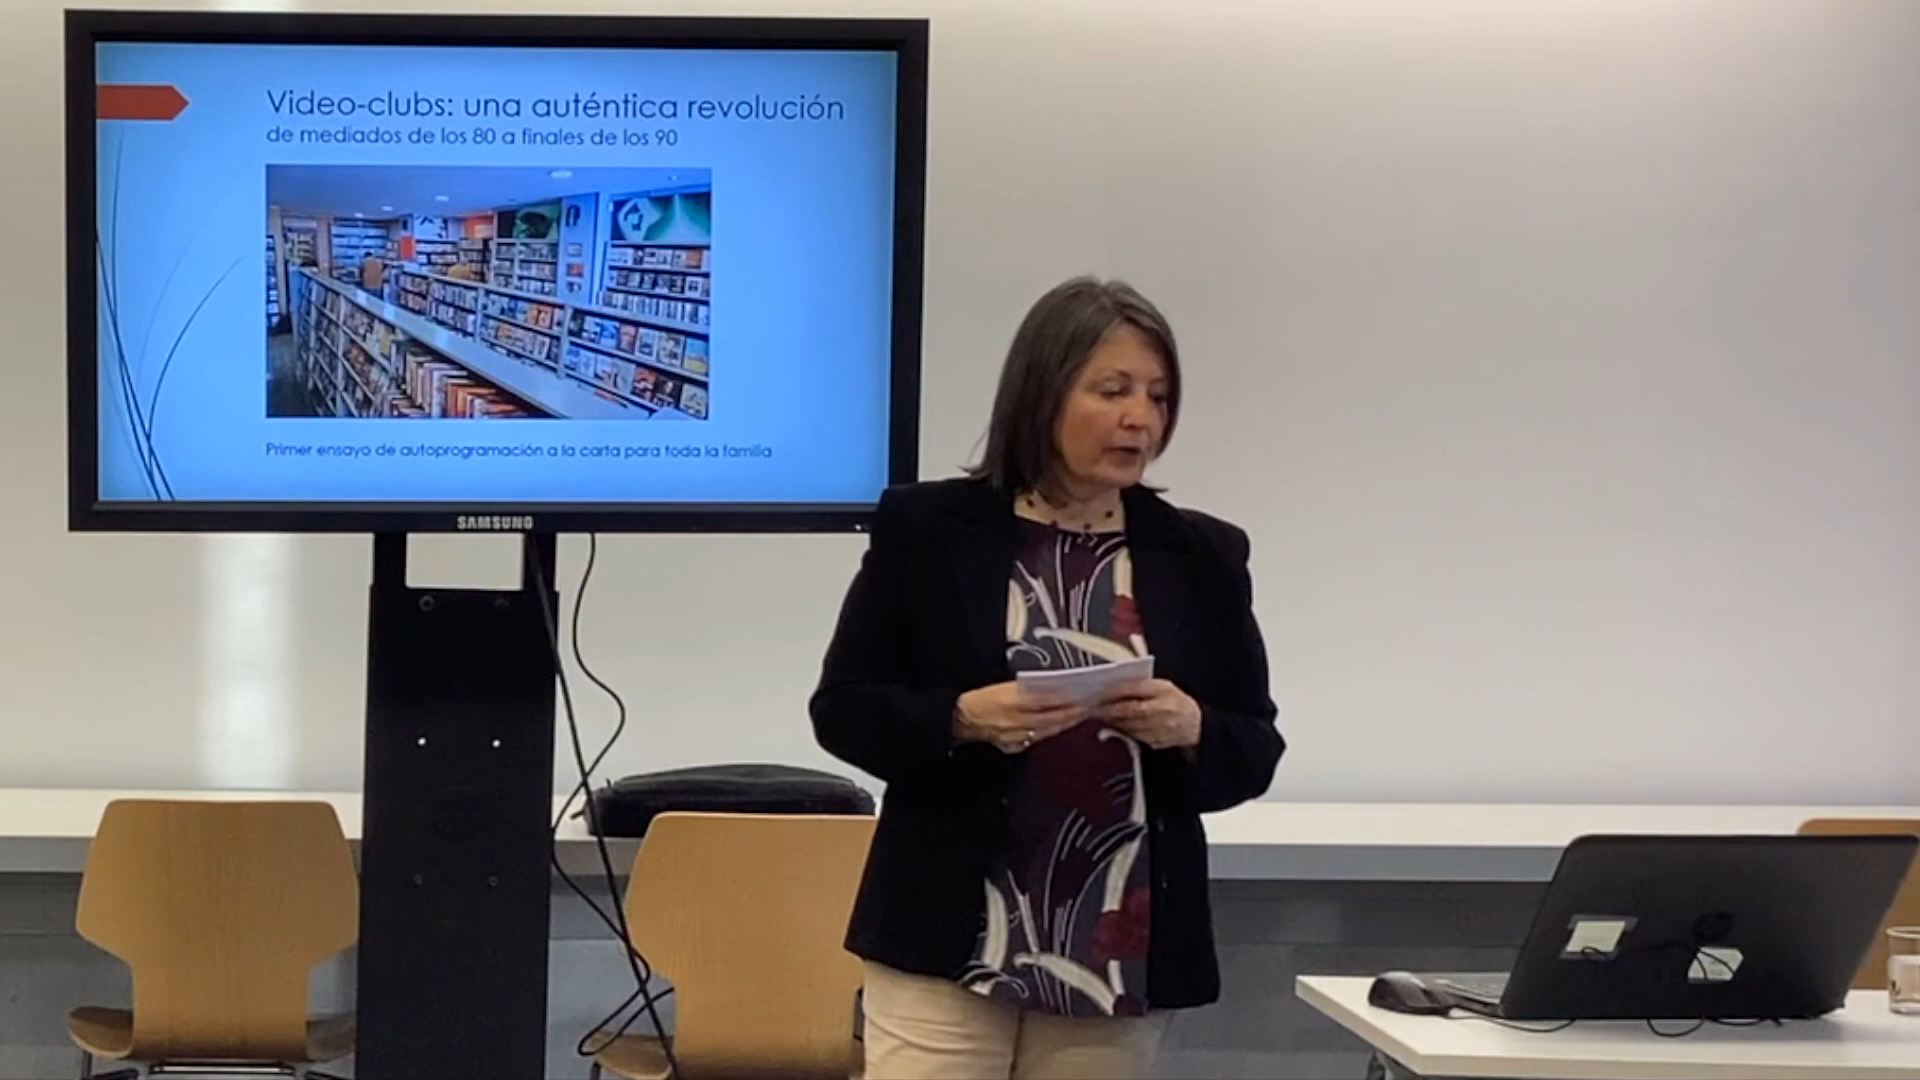 Video-clubs: una auténtica revolución
de mediados de los 80 a finales de los 90
Primer ensayo de autoprogramación a la carta para toda la familia
SAMSUNG